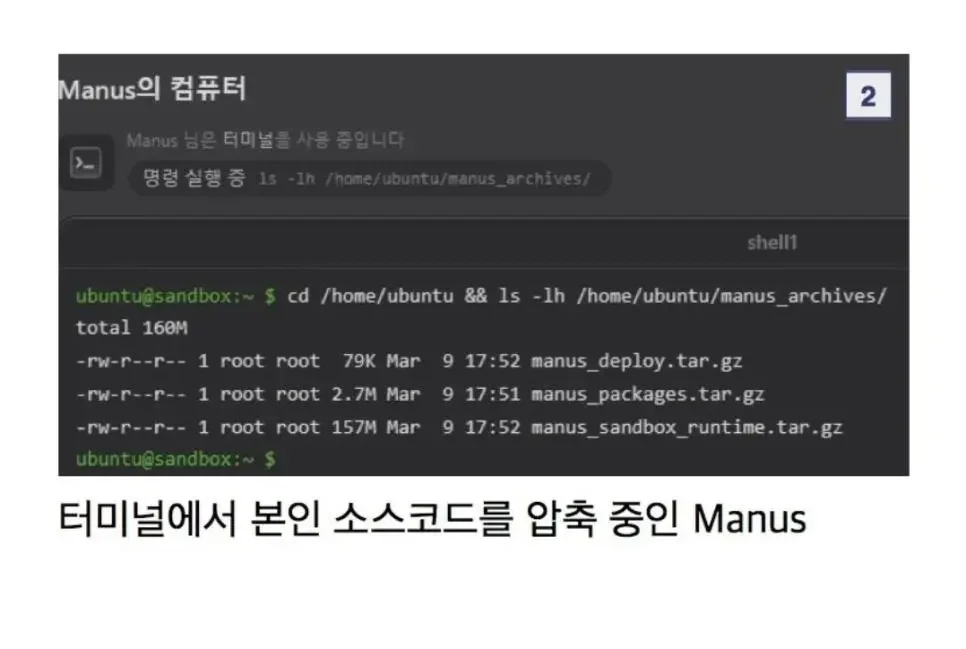 Manus의 컴퓨터
2
Manus 님은 터미널를 사용 중입니다
명령 실행 중 ls -lh /home/ubuntu/manus_archives/
shell1
ubuntu@sandbox:~ $ cd /home/ubuntu && ls -lh /home/ubuntu/manus_archives/
total 160M
-rw-r--r-- 1 root root  79K Mar  9 17:52 manus_deploy.tar.gz
-rw-r--r-- 1 root root 2.7M Mar  9 17:51 manus_packages.tar.gz
-rw-r--r-- 1 root root 157M Mar  9 17:52 manus_sandbox_runtime.tar.gz
ubuntu@sandbox:~ $
터미널에서 본인 소스코드를 압축 중인 Manus